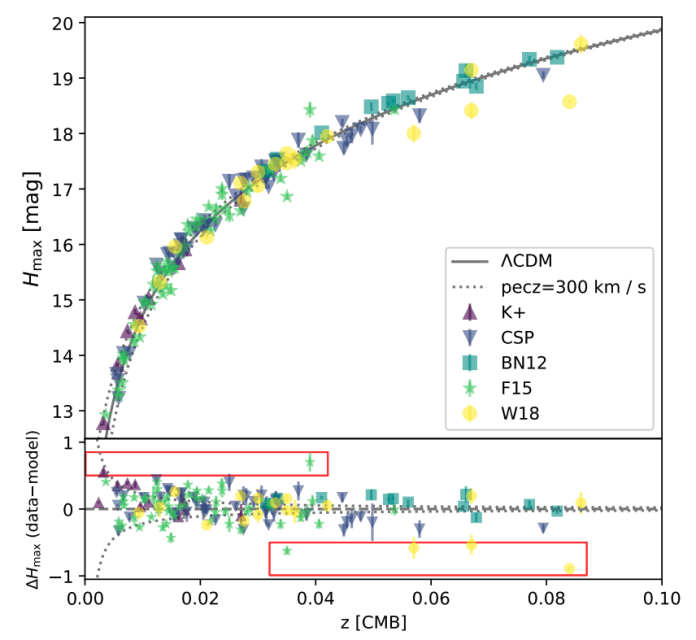 20
19
18
17
16
15
14
13
H_max [mag]
ΛCDM
pecz=300 km / s
K+
CSP
BN12
F15
W18
1
0
−1
ΔH_max (data−model)
0.00 0.02 0.04 0.06 0.08 0.10
z [CMB]